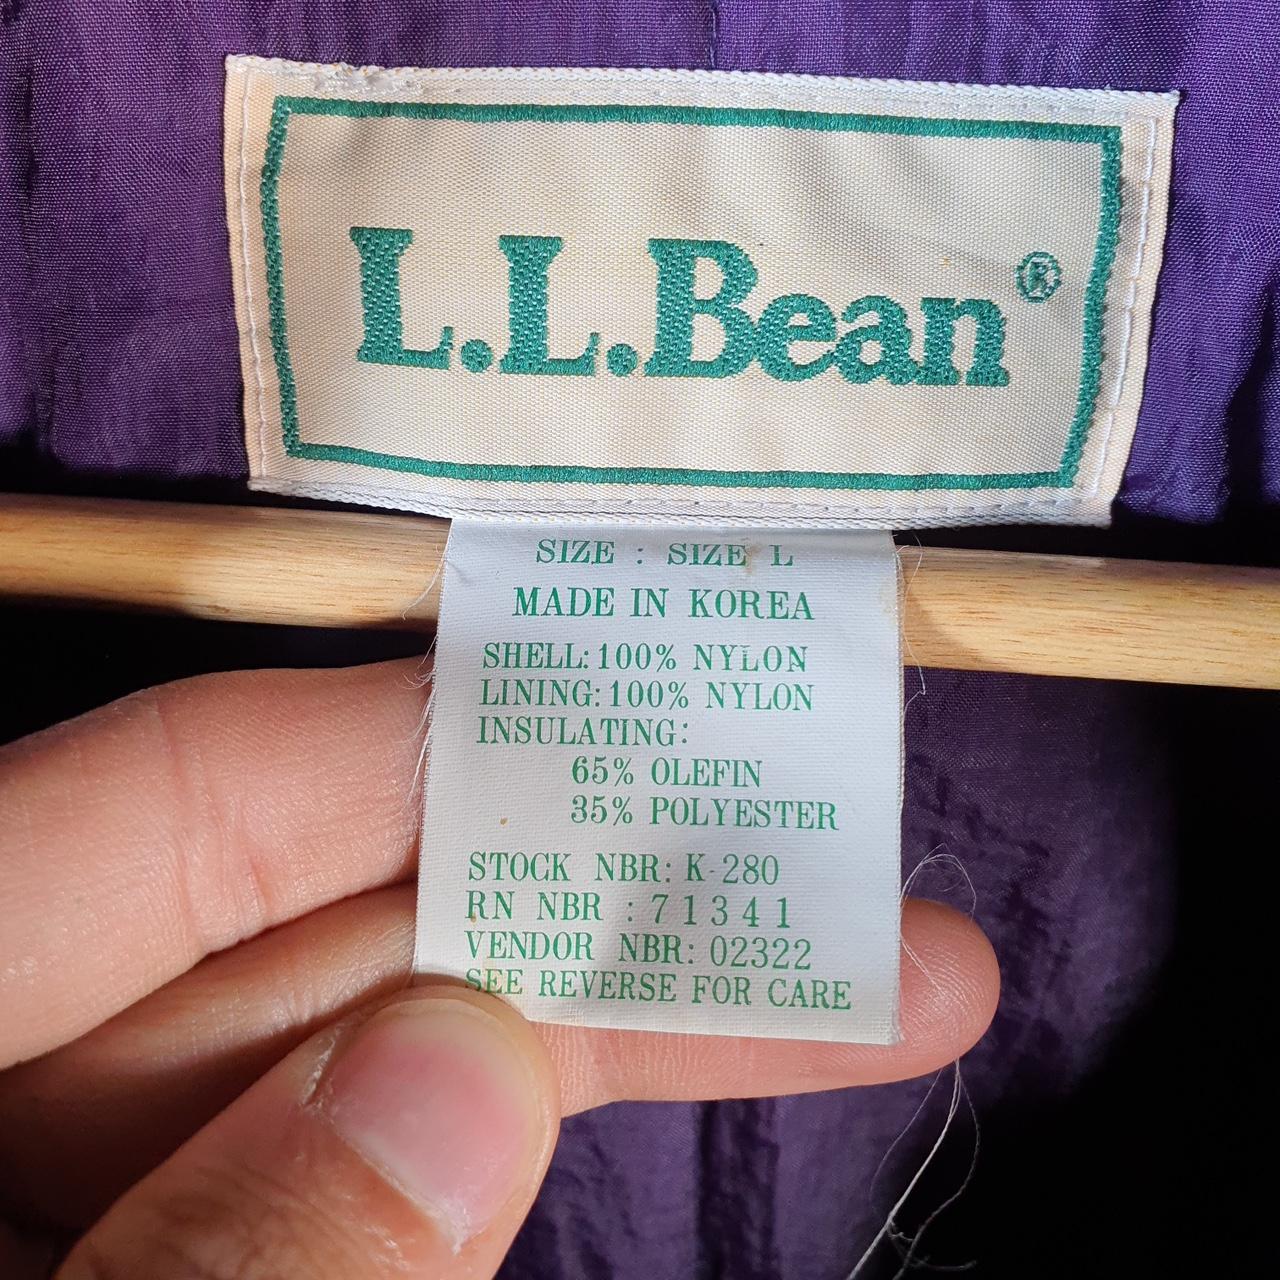 L.L.Bean®
SIZE : SIZE L
MADE IN KOREA
SHELL: 100% NYLON
LINING: 100% NYLON
INSULATING:
65% OLEFIN
35% POLYESTER
STOCK NBR: K-280
RN NBR : 71341
VENDOR NBR: 02322
SEE REVERSE FOR CARE